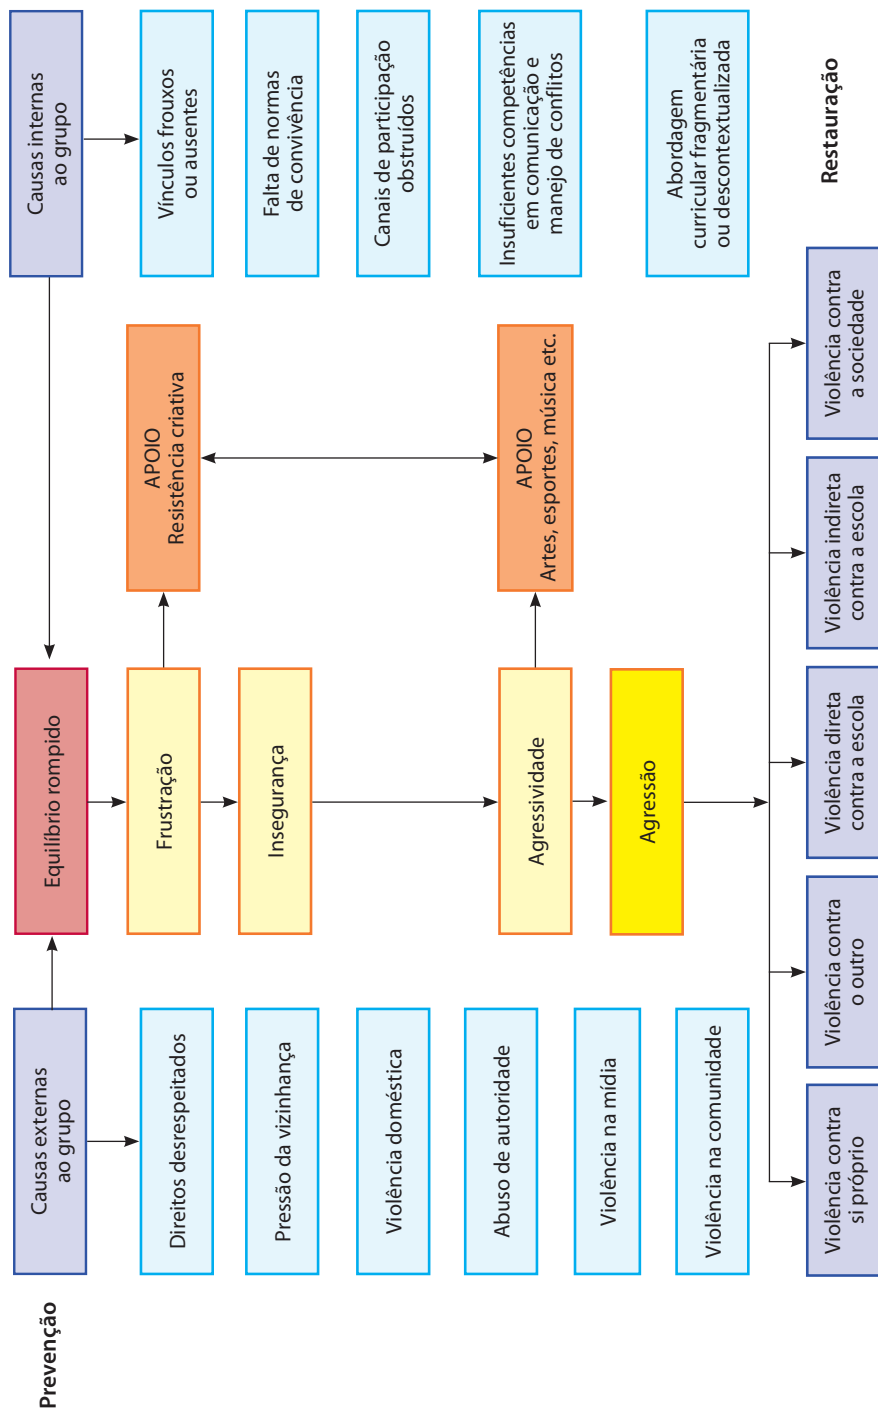 Prevenção
Causas externas
ao grupo
Direitos desrespeitados
Pressão da vizinhança
Violência doméstica
Abuso de autoridade
Violência na mídia
Violência na comunidade
Equilíbrio rompido
Frustração
Insegurança
Agressividade
Agressão
APOIO
Resistência criativa
APOIO
Artes, esportes, música etc.
Causas internas
ao grupo
Vínculos frouxos
ou ausentes
Falta de normas
de convivência
Canais de participação
obstruídos
Insuficientes competências
em comunicação e
manejo de conflitos
Abordagem
curricular fragmentária
ou descontextualizada
Violência contra
si próprio
Violência contra
o outro
Violência direta
contra a escola
Violência indireta
contra a escola
Violência contra
a sociedade
Restauração